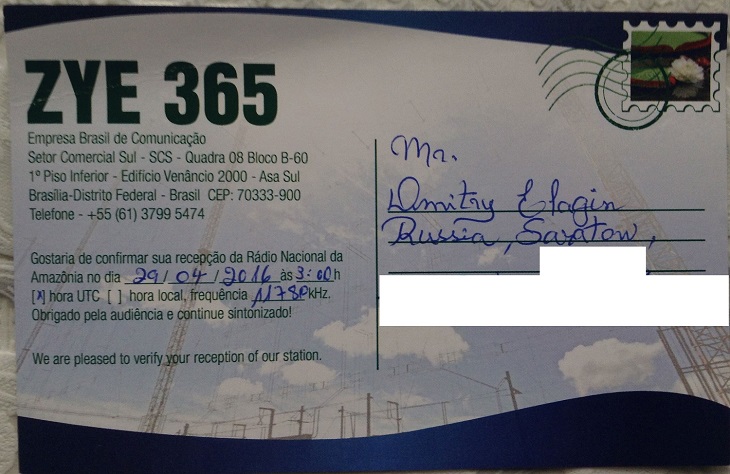 ZYE 365
Empresa Brasil de Comunicação
Setor Comercial Sul - SCS - Quadra 08 Bloco B-60
1º Piso Inferior - Edifício Venâncio 2000 - Asa Sul
Brasília-Distrito Federal - Brasil CEP: 70333-900
Telefone - +55 (61) 3799 5474
Gostaria de confirmar sua recepção da Rádio Nacional da
Amazônia no dia 29/04/2016 às 3:00h
[x] hora UTC [ ] hora local, frequência 11780kHz.
Obrigado pela audiência e continue sintonizado!
We are pleased to verify your reception of our station.
Mr.
Dmitry Elagin
Russia, Saratow,